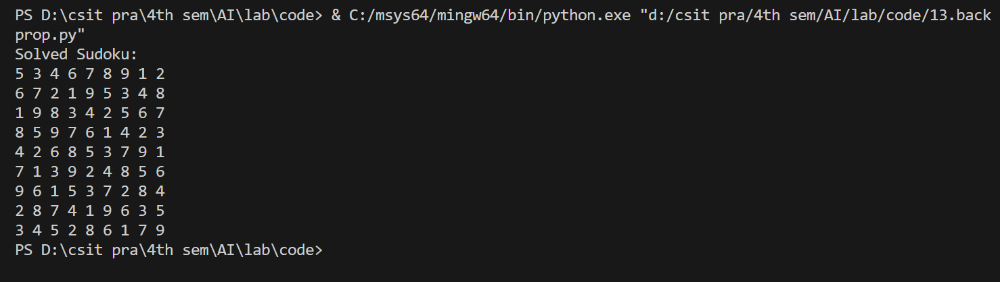 PS D:\csit pra\4th sem\AI\lab\code> & C:/msys64/mingw64/bin/python.exe "d:/csit pra/4th sem/AI/lab/code/13.back
prop.py"
Solved Sudoku:
5 3 4 6 7 8 9 1 2
6 7 2 1 9 5 3 4 8
1 9 8 3 4 2 5 6 7
8 5 9 7 6 1 4 2 3
4 2 6 8 5 3 7 9 1
7 1 3 9 2 4 8 5 6
9 6 1 5 3 7 2 8 4
2 8 7 4 1 9 6 3 5
3 4 5 2 8 6 1 7 9
PS D:\csit pra\4th sem\AI\lab\code>